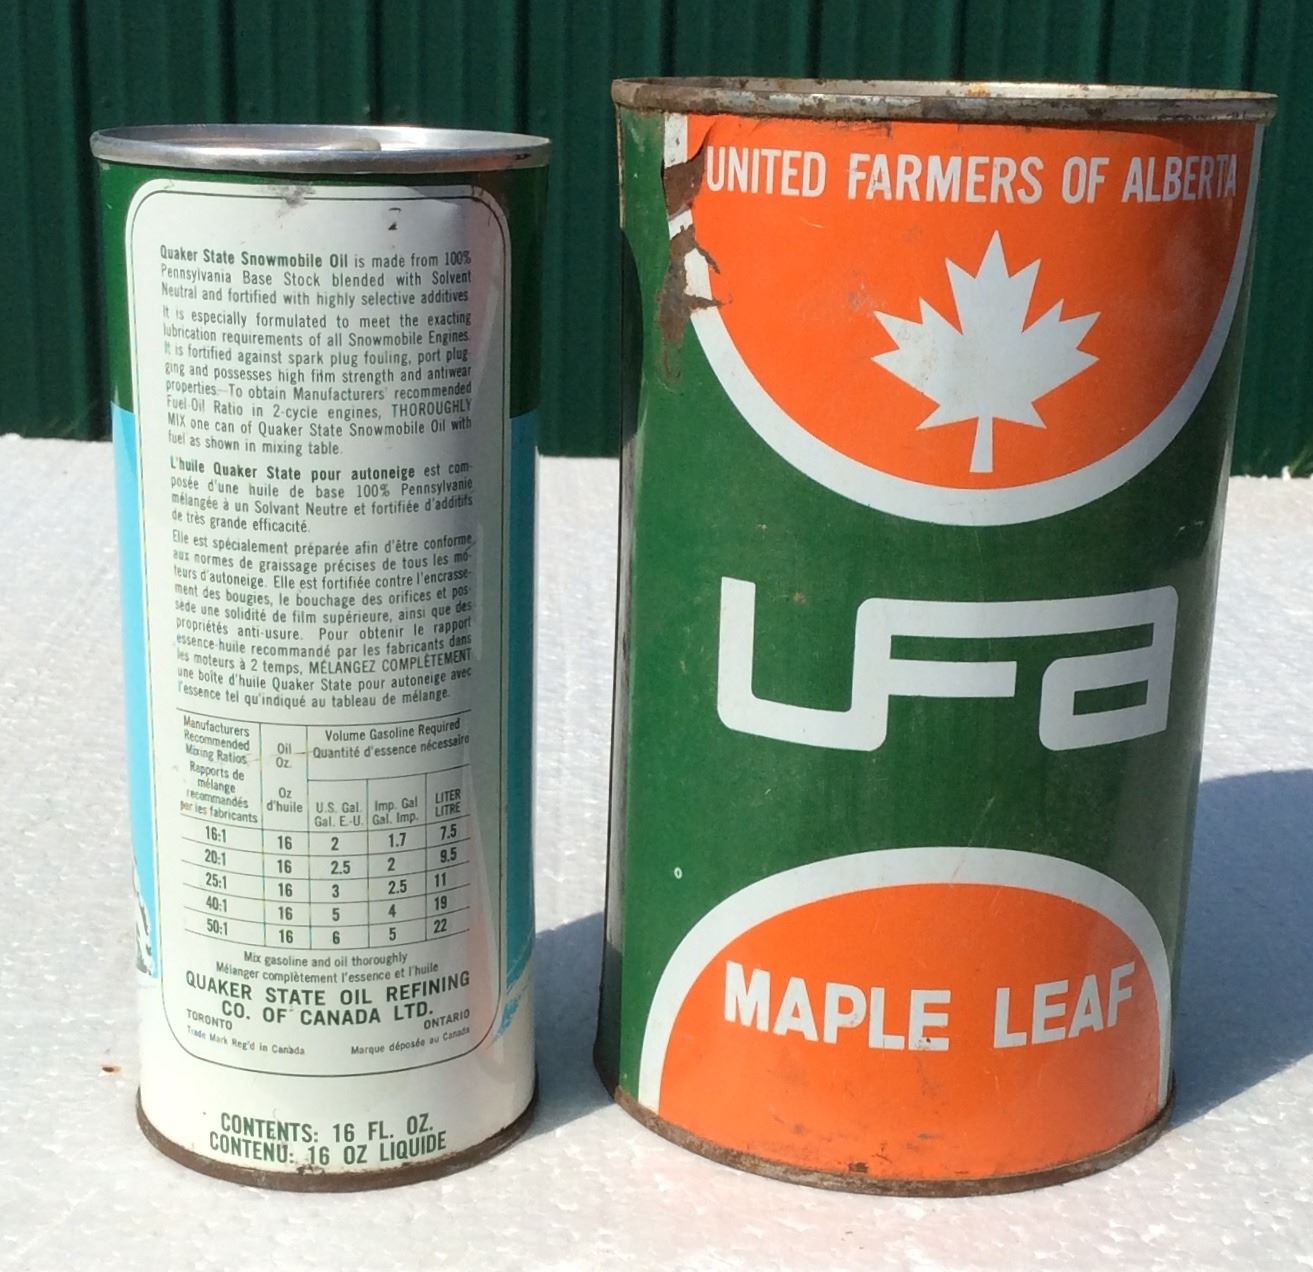 Quaker State Snowmobile Oil is made from 100%
Pennsylvania Base Stock blended with Solvent
Neutral and fortified with highly selective additives
It is especially formulated to meet the exacting
lubrication requirements of all Snowmobile Engines.
It is fortified against spark plug fouling, port plug
ging and possesses high film strength and antiwear
properties. To obtain Manufacturers' recommended
Fuel-Oil Ratio in 2-cycle engines, THOROUGHLY
MIX one can of Quaker State Snowmobile Oil with
fuel as shown in mixing table.
L'huile Quaker State pour autoneige est com-
posée d'une huile de base 100% Pennsylvanie
mélangée à un Solvant Neutre et fortifiée d'additifs
de très grande efficacité.
Elle est spécialement préparée afin d'être conforme
aux normes de graissage précises de tous les mo-
teurs d'autoneige. Elle est fortifiée contre l'encrasse-
ment des bougies, le bouchage des orifices et pos-
sède une solidité de film supérieure, ainsi que des
propriétés anti-usure. Pour obtenir le rapport
essence-huile recommandé par les fabricants dans
les moteurs à 2 temps, MÉLANGEZ COMPLÈTEMENT
une boîte d'huile Quaker State pour autoneige avec
l'essence tel qu'indiqué au tableau de mélange.
Manufacturers
Recommended
Mixing Ratios
Rapports de
mélange
recommandés
par les fabricants
Oil
Oz.
Oz
d'huile
Volume Gasoline Required
Quantité d'essence nécessaire
U.S. Gal.
Gal. E.-U.
Imp. Gal
Gal. Imp.
LITER
LITRE
16:1 16 2 1.7 7.5
20:1 16 2.5 2 9.5
25:1 16 3 2.5 11
40:1 16 5 4 19
50:1 16 6 5 22
Mix gasoline and oil thoroughly
Mélanger complètement l'essence et l'huile
QUAKER STATE OIL REFINING
CO. OF CANADA LTD.
TORONTO ONTARIO
Trade Mark Reg'd in Canada Marque déposée au Canada
CONTENTS: 16 FL. OZ.
CONTENU: 16 OZ LIQUIDE
UNITED FARMERS OF ALBERTA
UFA
MAPLE LEAF